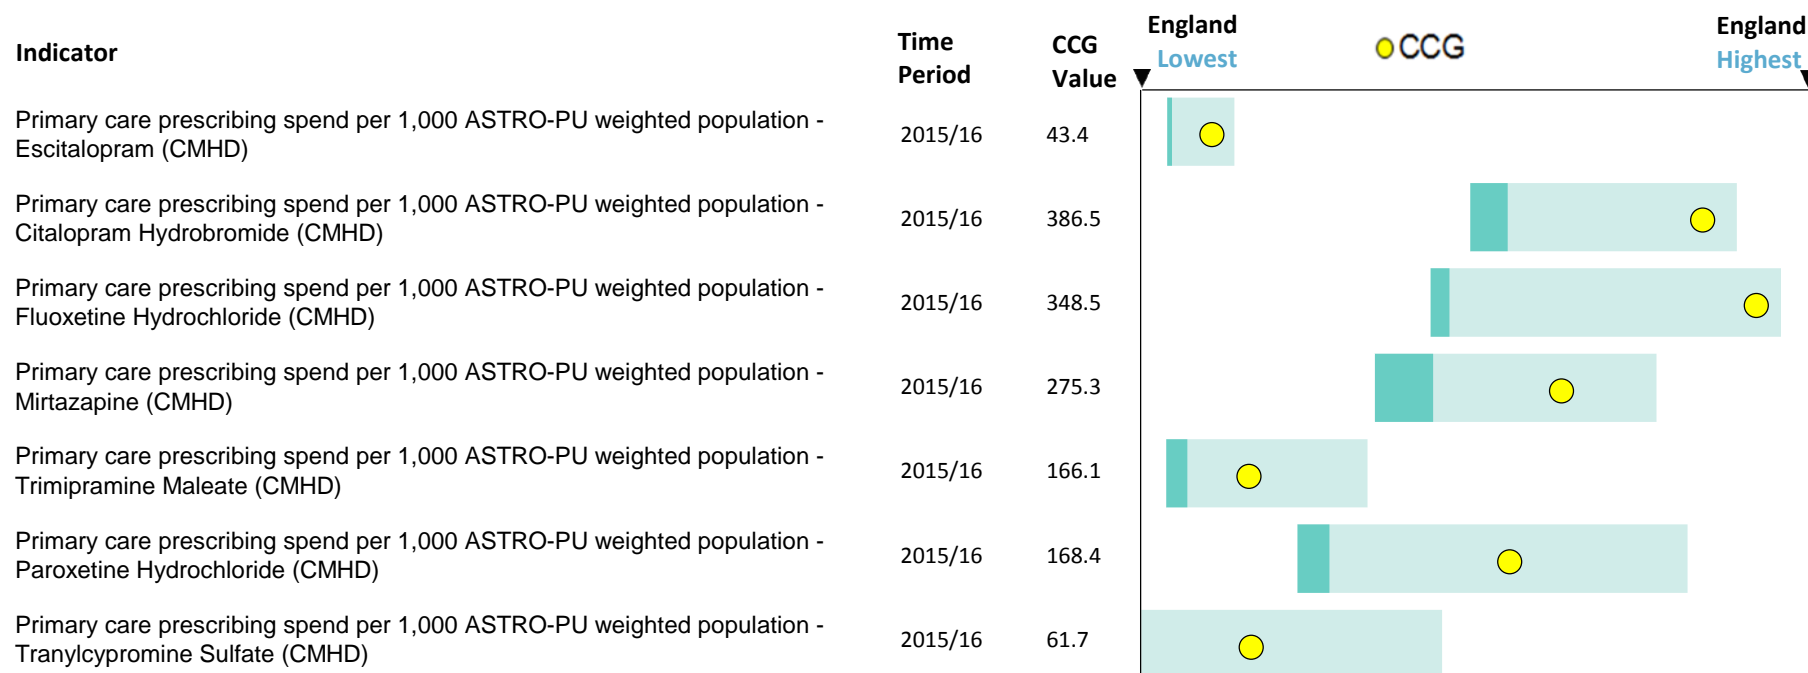 Indicator
Time
Period
CCG
Value
England
Lowest
CCG
England
Highest
Primary care prescribing spend per 1,000 ASTRO-PU weighted population -
Escitalopram (CMHD)
2015/16
43.4
Primary care prescribing spend per 1,000 ASTRO-PU weighted population -
Citalopram Hydrobromide (CMHD)
2015/16
386.5
Primary care prescribing spend per 1,000 ASTRO-PU weighted population -
Fluoxetine Hydrochloride (CMHD)
2015/16
348.5
Primary care prescribing spend per 1,000 ASTRO-PU weighted population -
Mirtazapine (CMHD)
2015/16
275.3
Primary care prescribing spend per 1,000 ASTRO-PU weighted population -
Trimipramine Maleate (CMHD)
2015/16
166.1
Primary care prescribing spend per 1,000 ASTRO-PU weighted population -
Paroxetine Hydrochloride (CMHD)
2015/16
168.4
Primary care prescribing spend per 1,000 ASTRO-PU weighted population -
Tranylcypromine Sulfate (CMHD)
2015/16
61.7